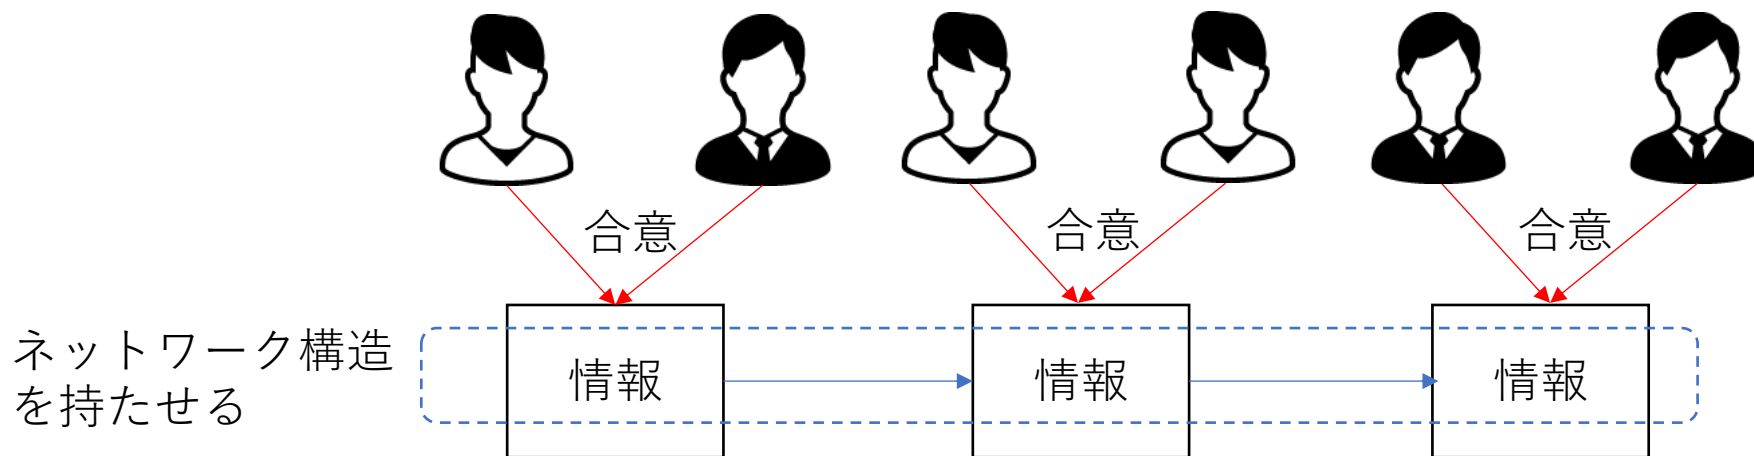 合意
合意
合意
ネットワーク構造
を持たせる
情報
情報
情報